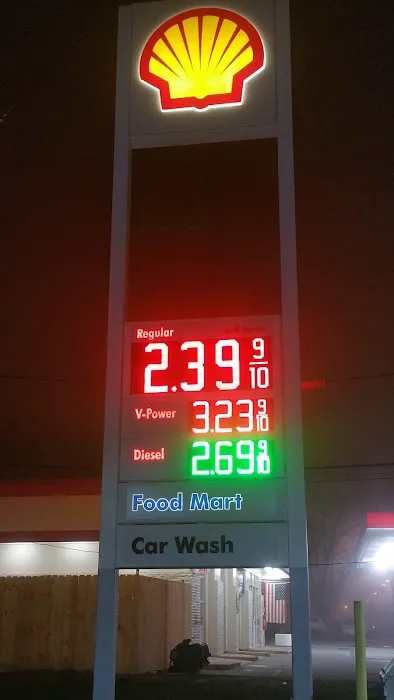 Regular
2.39 9/10
V-Power 3.23 9/10
Diesel 2.69 9/10
Food Mart
Car Wash